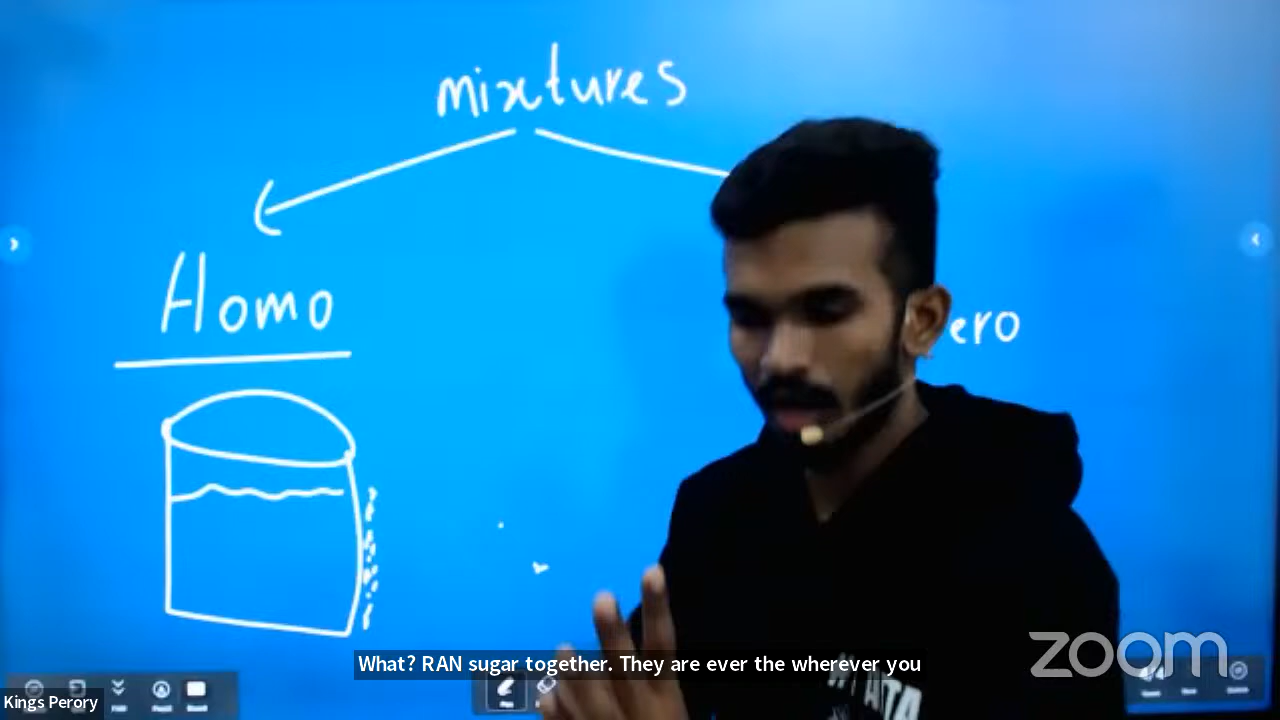 mixtures
Homo
ero
What? RAN sugar together. They are ever the wherever you
zoom
Kings Perory